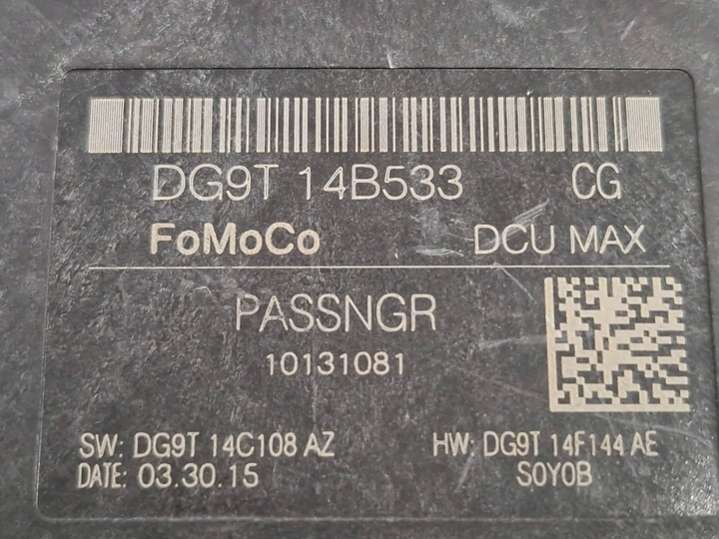 DG9T 14B533 CG
FoMoCo DCU MAX
PASSNGR
10131081
SW: DG9T 14C108 AZ HW: DG9T 14F144 AE
DATE: 03.30.15 S0Y0B